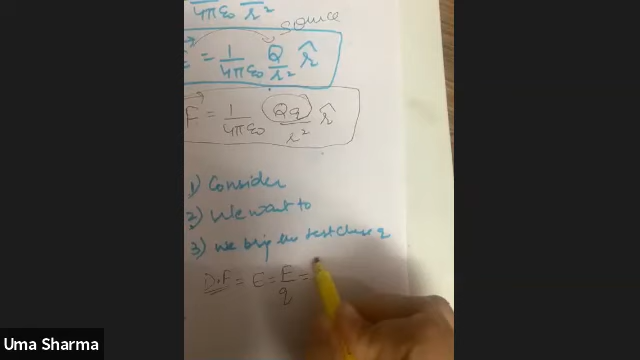 4πε₀ r²
source
E = 1/4πε₀ Q/r² r̂
F = 1/4πε₀ Qq/r² r̂
1) Consider
2) We want to
3) we bring the test charge q
D.F = E = F/q =
Uma Sharma